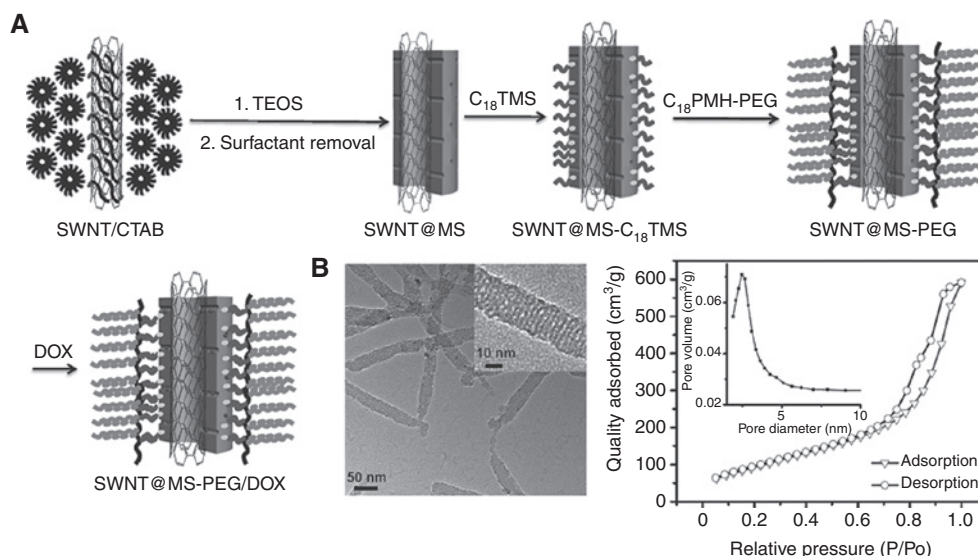 A
1. TEOS
2. Surfactant removal
C₁₈TMS
C₁₈PMH-PEG
SWNT/CTAB
SWNT@MS
SWNT@MS-C₁₈TMS
SWNT@MS-PEG
DOX
SWNT@MS-PEG/DOX
B
10 nm
50 nm
Quality adsorbed (cm³/g)
600
500
400
300
200
100
0
0
0.2
0.4
0.6
0.8
1.0
Relative pressure (P/Po)
Pore volume (cm³/g)
0.06
0.04
0.02
5
10
Pore diameter (nm)
Adsorption
Desorption